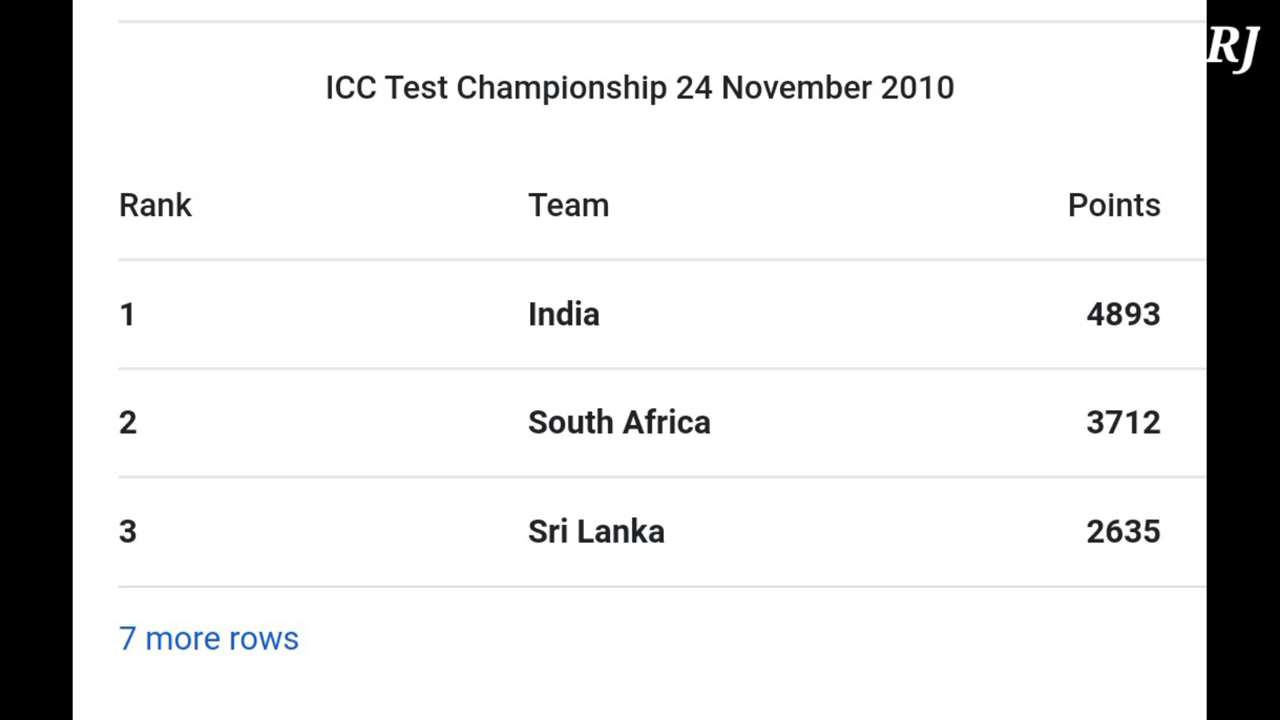 RJ
ICC Test Championship 24 November 2010
Rank Team Points
1 India 4893
2 South Africa 3712
3 Sri Lanka 2635
7 more rows